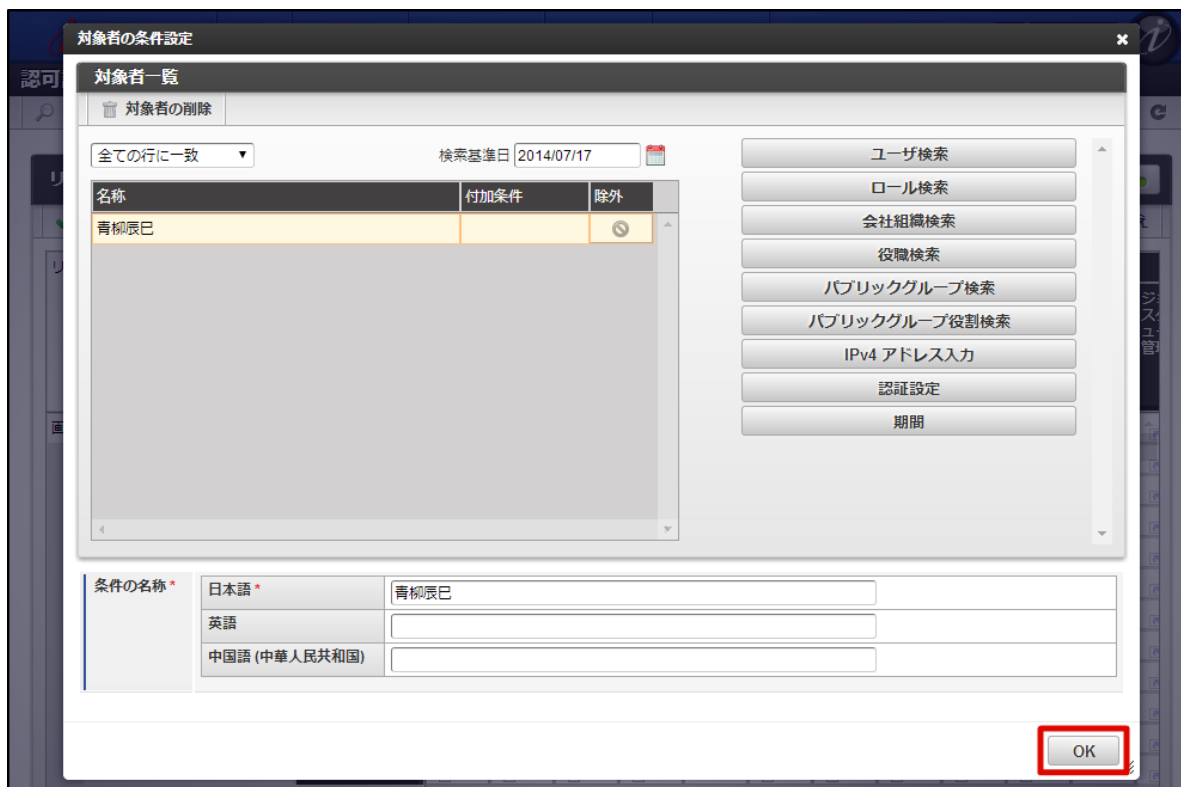 対象者の条件設定
認可
対象者一覧
対象者の削除
全ての行に一致
検索基準日 2014/07/17
名称 付加条件 除外
青柳辰巳
ユーザ検索
ロール検索
会社組織検索
役職検索
パブリックグループ検索
パブリックグループ役割検索
IPv4 アドレス入力
認証設定
期間
条件の名称*
日本語* 青柳辰巳
英語
中国語 (中華人民共和国)
OK